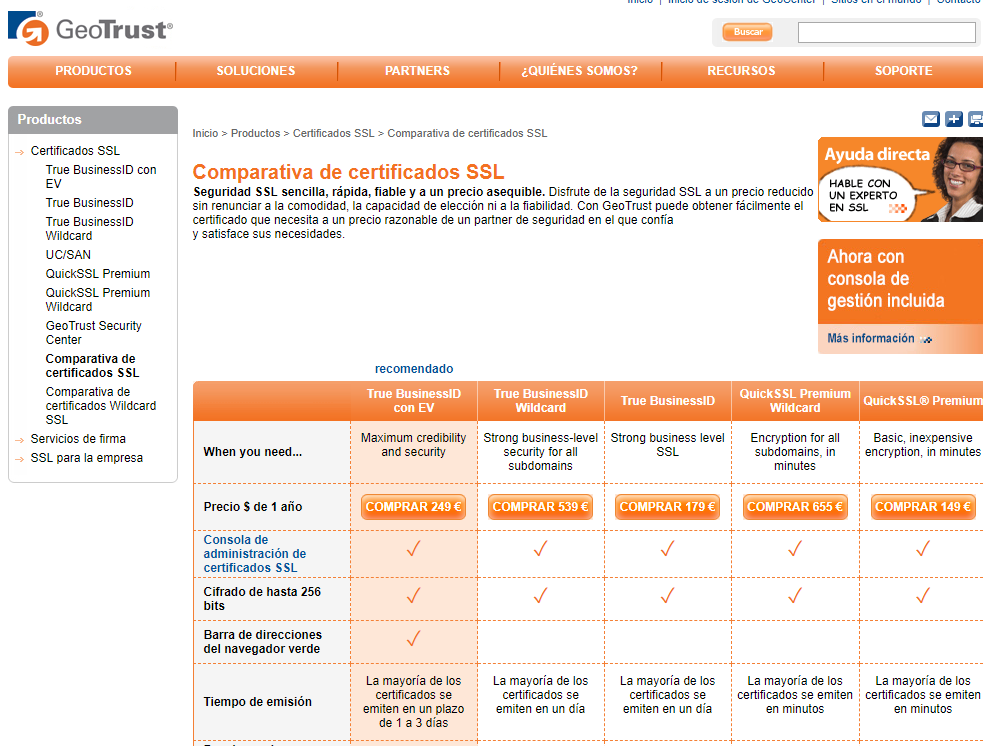 Inicio | Inicio de sesión de GeoCenter | Sitios en el mundo | Contacto
GeoTrust®
Buscar
PRODUCTOS SOLUCIONES PARTNERS ¿QUIÉNES SOMOS? RECURSOS SOPORTE
Productos
Certificados SSL
True BusinessID con
EV
True BusinessID
True BusinessID
Wildcard
UC/SAN
QuickSSL Premium
QuickSSL Premium
Wildcard
GeoTrust Security
Center
Comparativa de
certificados SSL
Comparativa de
certificados Wildcard
SSL
Servicios de firma
SSL para la empresa
Inicio > Productos > Certificados SSL > Comparativa de certificados SSL
Comparativa de certificados SSL
Seguridad SSL sencilla, rápida, fiable y a un precio asequible. Disfrute de la seguridad SSL a un precio reducido
sin renunciar a la comodidad, la capacidad de elección ni a la fiabilidad. Con GeoTrust puede obtener fácilmente el
certificado que necesita a un precio razonable de un partner de seguridad en el que confía
y satisface sus necesidades.
Ayuda directa
HABLE CON
UN EXPERTO
EN SSL
Ahora con
consola de
gestión incluida
Más información
recomendado
True BusinessID
con EV
True BusinessID
Wildcard
True BusinessID
QuickSSL Premium
Wildcard
QuickSSL® Premium
When you need...
Maximum credibility
and security
Strong business-level
security for all
subdomains
Strong business level
SSL
Encryption for all
subdomains, in
minutes
Basic, inexpensive
encryption, in minutes
Precio $ de 1 año
COMPRAR 249 €
COMPRAR 539 €
COMPRAR 179 €
COMPRAR 655 €
COMPRAR 149 €
Consola de
administración de
certificados SSL
Cifrado de hasta 256
bits
Barra de direcciones
del navegador verde
Tiempo de emisión
La mayoría de los
certificados se
emiten en un plazo
de 1 a 3 días
La mayoría de los
certificados se
emiten en un día
La mayoría de los
certificados se
emiten en un día
La mayoría de los
certificados se emiten
en minutos
La mayoría de los
certificados se emiten
en minutos